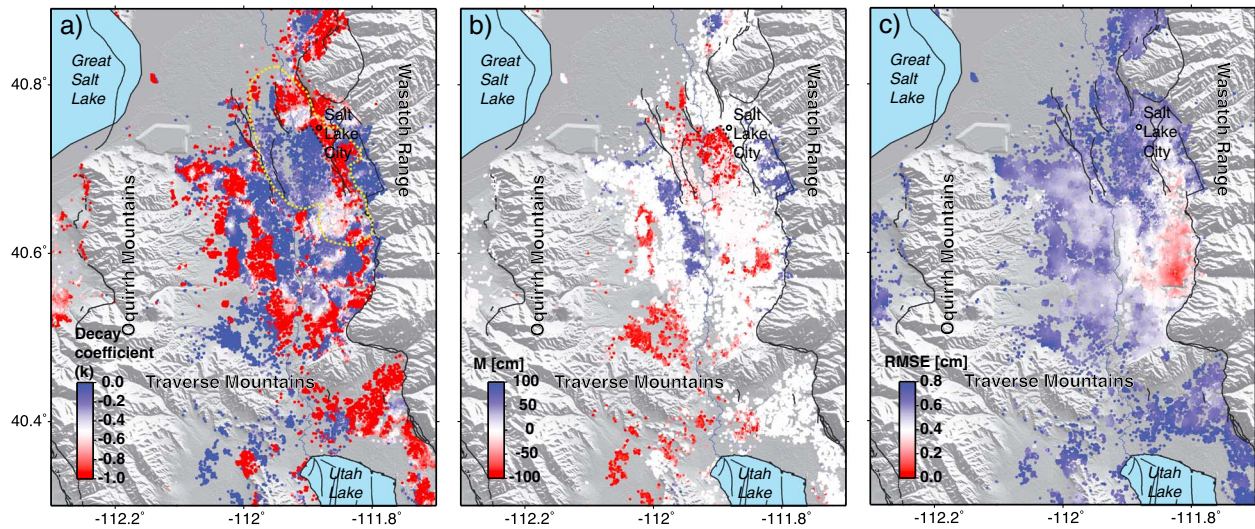 a)
Great
Salt
Lake
Wasatch Range
Salt
Lake
City
Oquirrh Mountains
Traverse Mountains
Decay
coefficient
(k)
0.0
-0.2
-0.4
-0.6
-0.8
-1.0
Utah
Lake
40.8°
40.6°
40.4°
-112.2°
-112°
-111.8°
b)
Great
Salt
Lake
Wasatch Range
Salt
Lake
City
Oquirrh Mountains
Traverse Mountains
M [cm]
100
50
0
-50
-100
Utah
Lake
-112.2°
-112°
-111.8°
c)
Great
Salt
Lake
Wasatch Range
Salt
Lake
City
Oquirrh Mountains
Traverse Mountains
RMSE [cm]
0.8
0.6
0.4
0.2
0.0
Utah
Lake
-112.2°
-112°
-111.8°